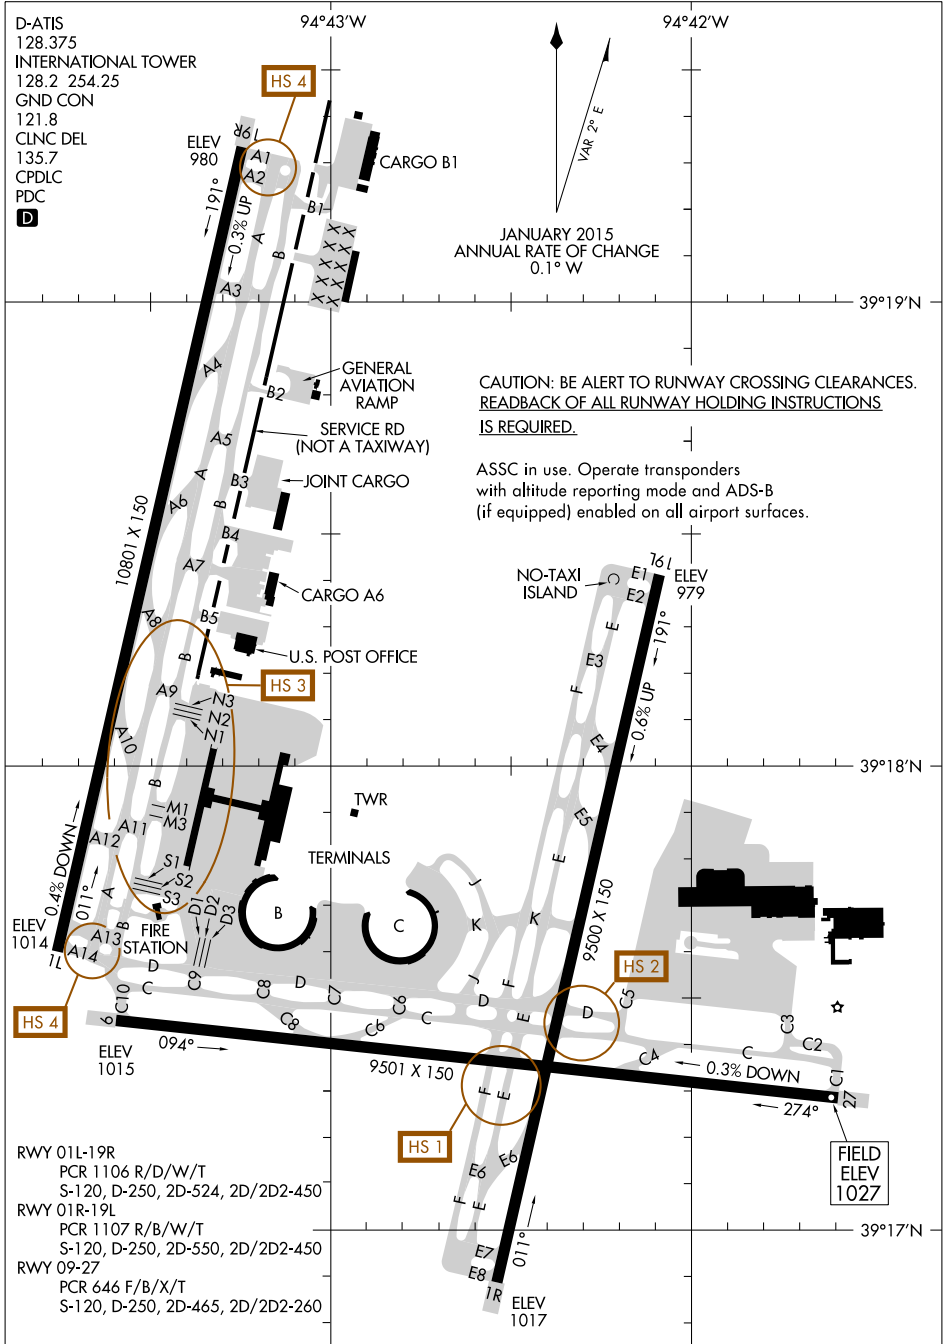 94°43'W
94°42'W
D-ATIS
128.375
INTERNATIONAL TOWER
128.2 254.25
GND CON
121.8
CLNC DEL
135.7
CPDLC
PDC
D
HS 4
19R
ELEV
980
A1
A2
CARGO B1
VAR 2° E
191°
0.3% UP
B1
A
B
X X X X X
X X X X X
JANUARY 2015
ANNUAL RATE OF CHANGE
0.1° W
A3
39°19'N
A4
GENERAL
AVIATION
RAMP
B2
CAUTION: BE ALERT TO RUNWAY CROSSING CLEARANCES.
READBACK OF ALL RUNWAY HOLDING INSTRUCTIONS
IS REQUIRED.
SERVICE RD
(NOT A TAXIWAY)
A5
A
B3
JOINT CARGO
ASSC in use. Operate transponders
with altitude reporting mode and ADS-B
(if equipped) enabled on all airport surfaces.
A6
B
B4
10801 X 150
A7
CARGO A6
NO-TAXI
ISLAND
C
19L
E1
E2
ELEV
979
A8
B5
B
U.S. POST OFFICE
E
191°
E3
HS 3
F
A9
N3
N2
N1
0.6% UP
A10
E4
39°18'N
B
M1
M3
TWR
E5
A11
A12
0.4% DOWN
TERMINALS
E
S1
S2
S3
J
9500 X 150
011°
A
D1
D2
D3
B
C
K
K
ELEV
1014
B
FIRE
STATION
A13
A14
1L
D
J
F
HS 2
C
C9
C8
D
C7
C6
D
C5
D
HS 4
C10
9
C8
C6
C
E
C3
C2
ELEV
1015
094°
9501 X 150
C4
C
0.3% DOWN
C1
27
274°
F
E
HS 1
FIELD
ELEV
1027
RWY 01L-19R
PCR 1106 R/D/W/T
S-120, D-250, 2D-524, 2D/2D2-450
RWY 01R-19L
PCR 1107 R/B/W/T
S-120, D-250, 2D-550, 2D/2D2-450
RWY 09-27
PCR 646 F/B/X/T
S-120, D-250, 2D-465, 2D/2D2-260
E6
E6
F
E
39°17'N
E7
E8
011°
1R
ELEV
1017